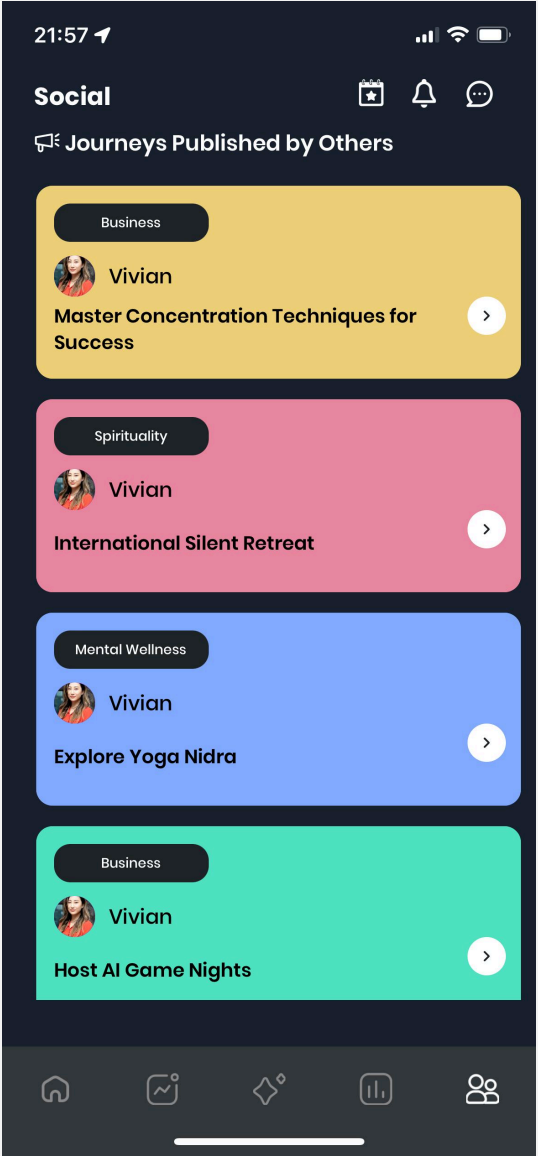 21:57
Social
Journeys Published by Others
Business
Vivian
Master Concentration Techniques for
Success
Spirituality
Vivian
International Silent Retreat
Mental Wellness
Vivian
Explore Yoga Nidra
Business
Vivian
Host AI Game Nights